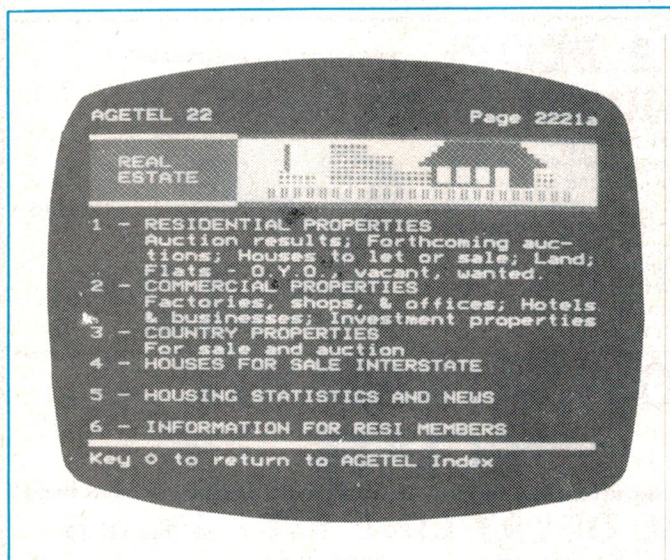 AGETEL 22 Page 2221a
REAL
ESTATE
1 - RESIDENTIAL PROPERTIES
Auction results; Forthcoming auc-
tions; Houses to let or sale; Land;
Flats - O.Y.O., vacant, wanted.
2 - COMMERCIAL PROPERTIES
Factories, shops, & offices; Hotels
& businesses; Investment properties
3 - COUNTRY PROPERTIES
For sale and auction
4 - HOUSES FOR SALE INTERSTATE
5 - HOUSING STATISTICS AND NEWS
6 - INFORMATION FOR RESI MEMBERS
Key 0 to return to AGETEL Index